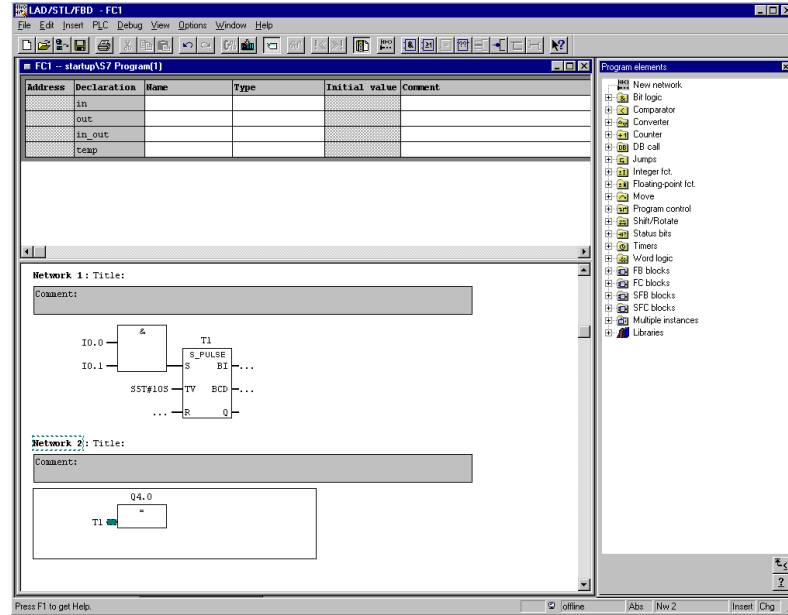 LAD/STL/FBD - FC1
File Edit Insert PLC Debug View Options Window Help
FC1 -- startup\S7 Program(1)
Address Declaration Name Type Initial value Comment
in
out
in_out
temp
Network 1 : Title:
Comment:
&
I0.0
I0.1
T1
S_PULSE
S BI ...
S5T#10S TV BCD ...
... R Q
Network 2 : Title:
Comment:
Q4.0
=
T1
Program elements
New network
Bit logic
Comparator
Converter
Counter
DB call
Jumps
Integer fct.
Floating-point fct.
Move
Program control
Shift/Rotate
Status bits
Timers
Word logic
FB blocks
FC blocks
SFB blocks
SFC blocks
Multiple instances
Libraries
Press F1 to get Help.
offline Abs Nw 2 Insert Chg